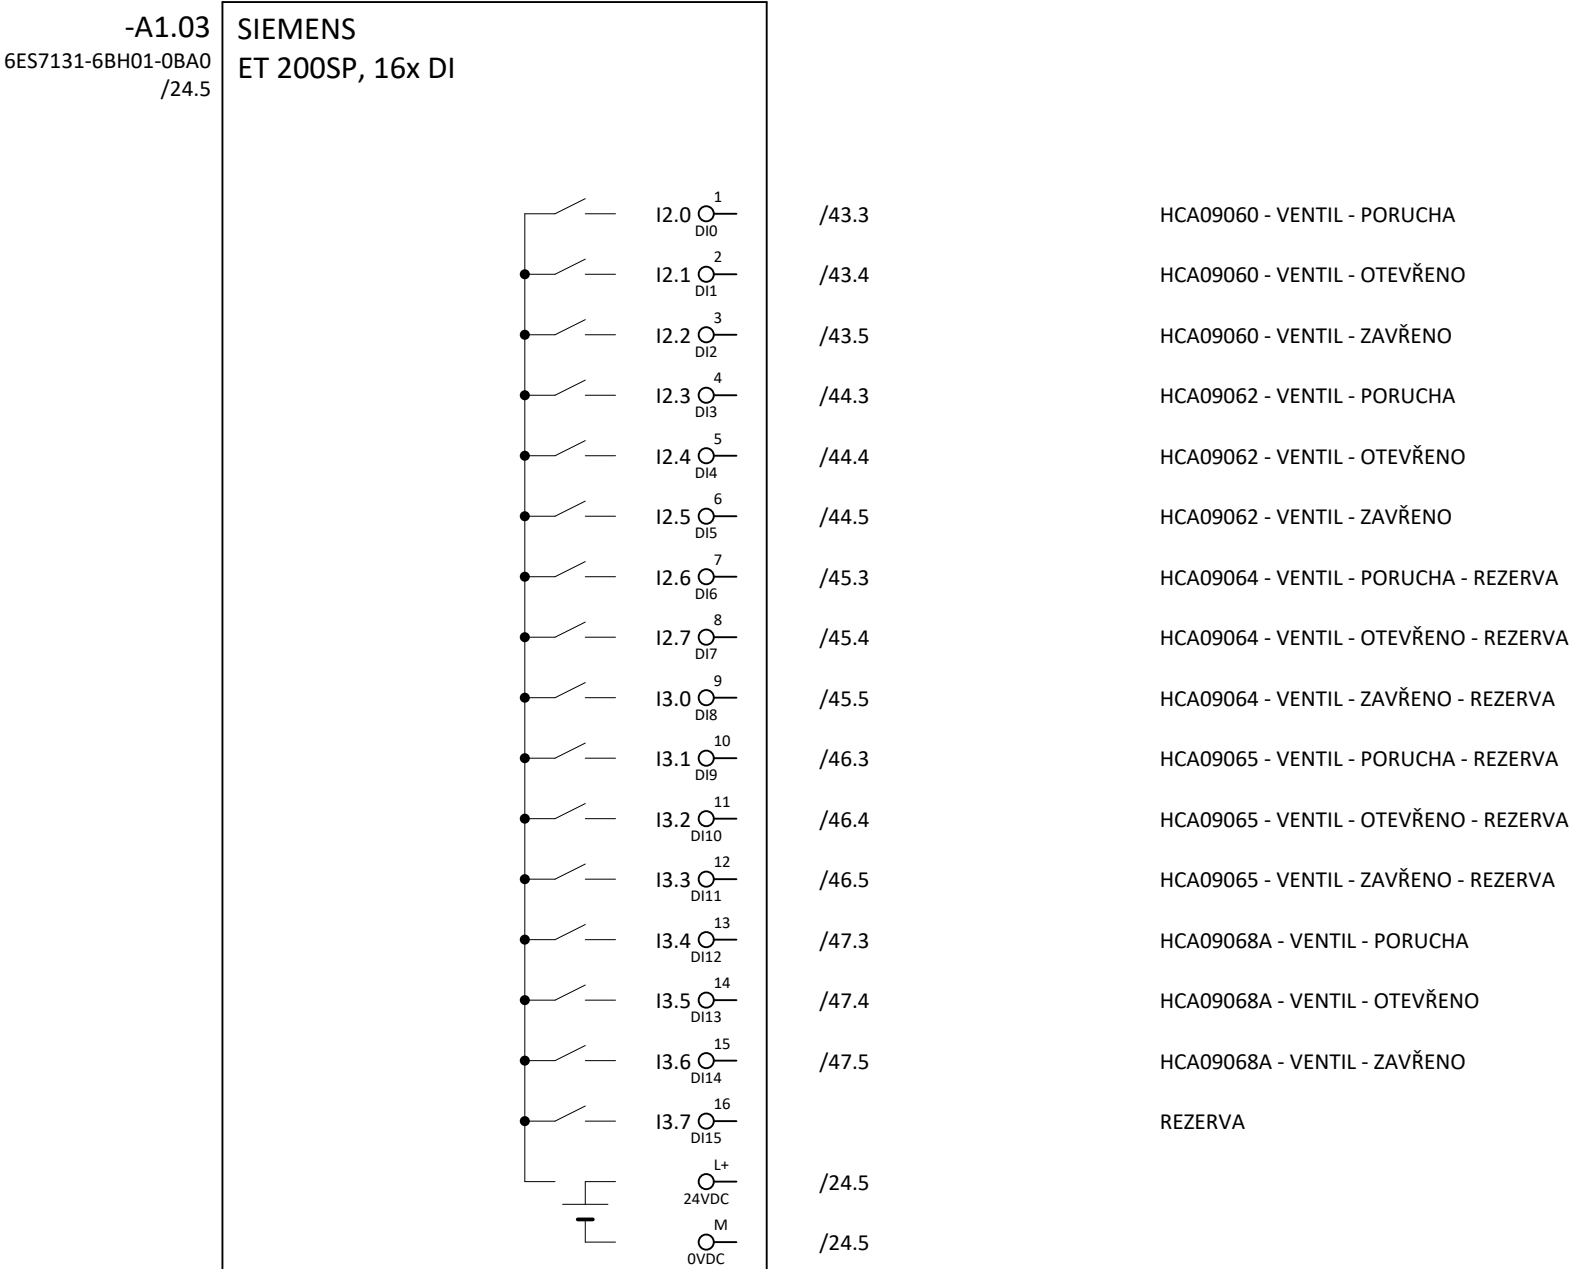 -A1.03
6ES7131-6BH01-0BA0
/24.5
SIEMENS
ET 200SP, 16x DI
I2.0 1 DI0 /43.3 HCA09060 - VENTIL - PORUCHA
I2.1 2 DI1 /43.4 HCA09060 - VENTIL - OTEVŘENO
I2.2 3 DI2 /43.5 HCA09060 - VENTIL - ZAVŘENO
I2.3 4 DI3 /44.3 HCA09062 - VENTIL - PORUCHA
I2.4 5 DI4 /44.4 HCA09062 - VENTIL - OTEVŘENO
I2.5 6 DI5 /44.5 HCA09062 - VENTIL - ZAVŘENO
I2.6 7 DI6 /45.3 HCA09064 - VENTIL - PORUCHA - REZERVA
I2.7 8 DI7 /45.4 HCA09064 - VENTIL - OTEVŘENO - REZERVA
I3.0 9 DI8 /45.5 HCA09064 - VENTIL - ZAVŘENO - REZERVA
I3.1 10 DI9 /46.3 HCA09065 - VENTIL - PORUCHA - REZERVA
I3.2 11 DI10 /46.4 HCA09065 - VENTIL - OTEVŘENO - REZERVA
I3.3 12 DI11 /46.5 HCA09065 - VENTIL - ZAVŘENO - REZERVA
I3.4 13 DI12 /47.3 HCA09068A - VENTIL - PORUCHA
I3.5 14 DI13 /47.4 HCA09068A - VENTIL - OTEVŘENO
I3.6 15 DI14 /47.5 HCA09068A - VENTIL - ZAVŘENO
I3.7 16 DI15 REZERVA
L+ 24VDC /24.5
M 0VDC /24.5